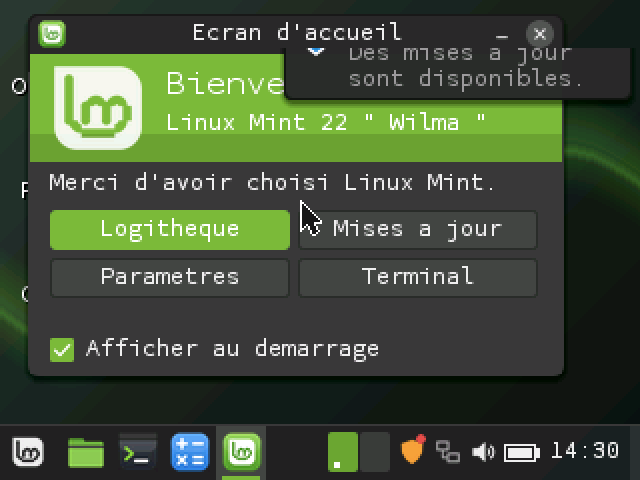 Ecran d'accueil
Des mises a jour
sont disponibles.
Linux Mint 22 " Wilma "
Merci d'avoir choisi Linux Mint.
Logitheque
Mises a jour
Parametres
Terminal
Afficher au demarrage
14:30